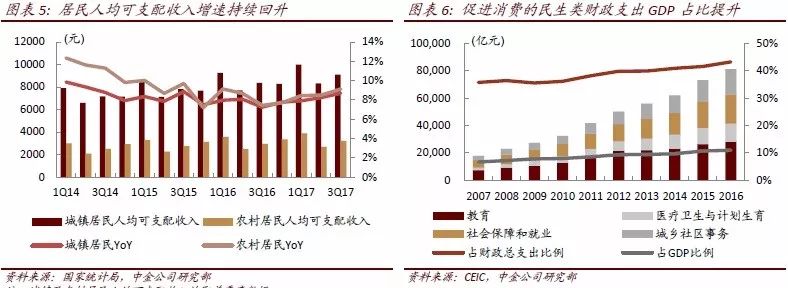 图表 5：居民人均可支配收入增速持续回升
(元)
12000
10000
8000
6000
4000
2000
0
14%
12%
10%
8%
6%
4%
2%
0%
1Q14 3Q14 1Q15 3Q15 1Q16 3Q16 1Q17 3Q17
城镇居民人均可支配收入 农村居民人均可支配收入
城镇居民YoY 农村居民YoY
资料来源：国家统计局，中金公司研究部
图表 6：促进消费的民生类财政支出 GDP 占比提升
(亿元)
100,000
80,000
60,000
40,000
20,000
0
50%
40%
30%
20%
10%
0%
2007 2008 2009 2010 2011 2012 2013 2014 2015 2016
教育 医疗卫生与计划生育
社会保障和就业 城乡社区事务
占财政总支出比例 占GDP比例
资料来源：CEIC，中金公司研究部